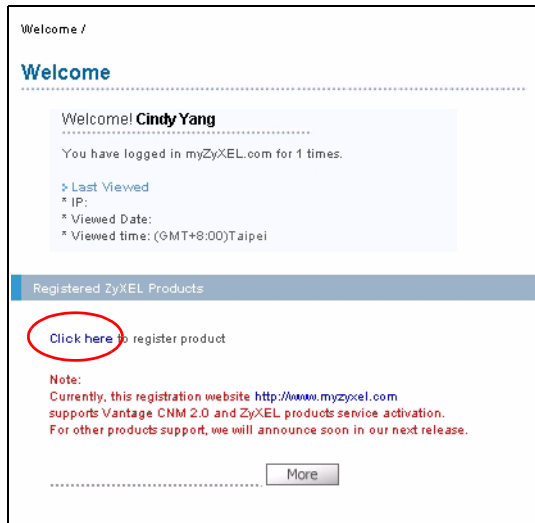 Welcome /
Welcome
Welcome! Cindy Yang
You have logged in myZyXEL.com for 1 times.
Last Viewed
* IP:
* Viewed Date:
* Viewed time: (GMT+8:00)Taipei
Registered ZyXEL Products
Click here to register product
Note:
Currently, this registration website http://www.myzyxel.com
supports Vantage CNM 2.0 and ZyXEL products service activation.
For other products support, we will announce soon in our next release.
More